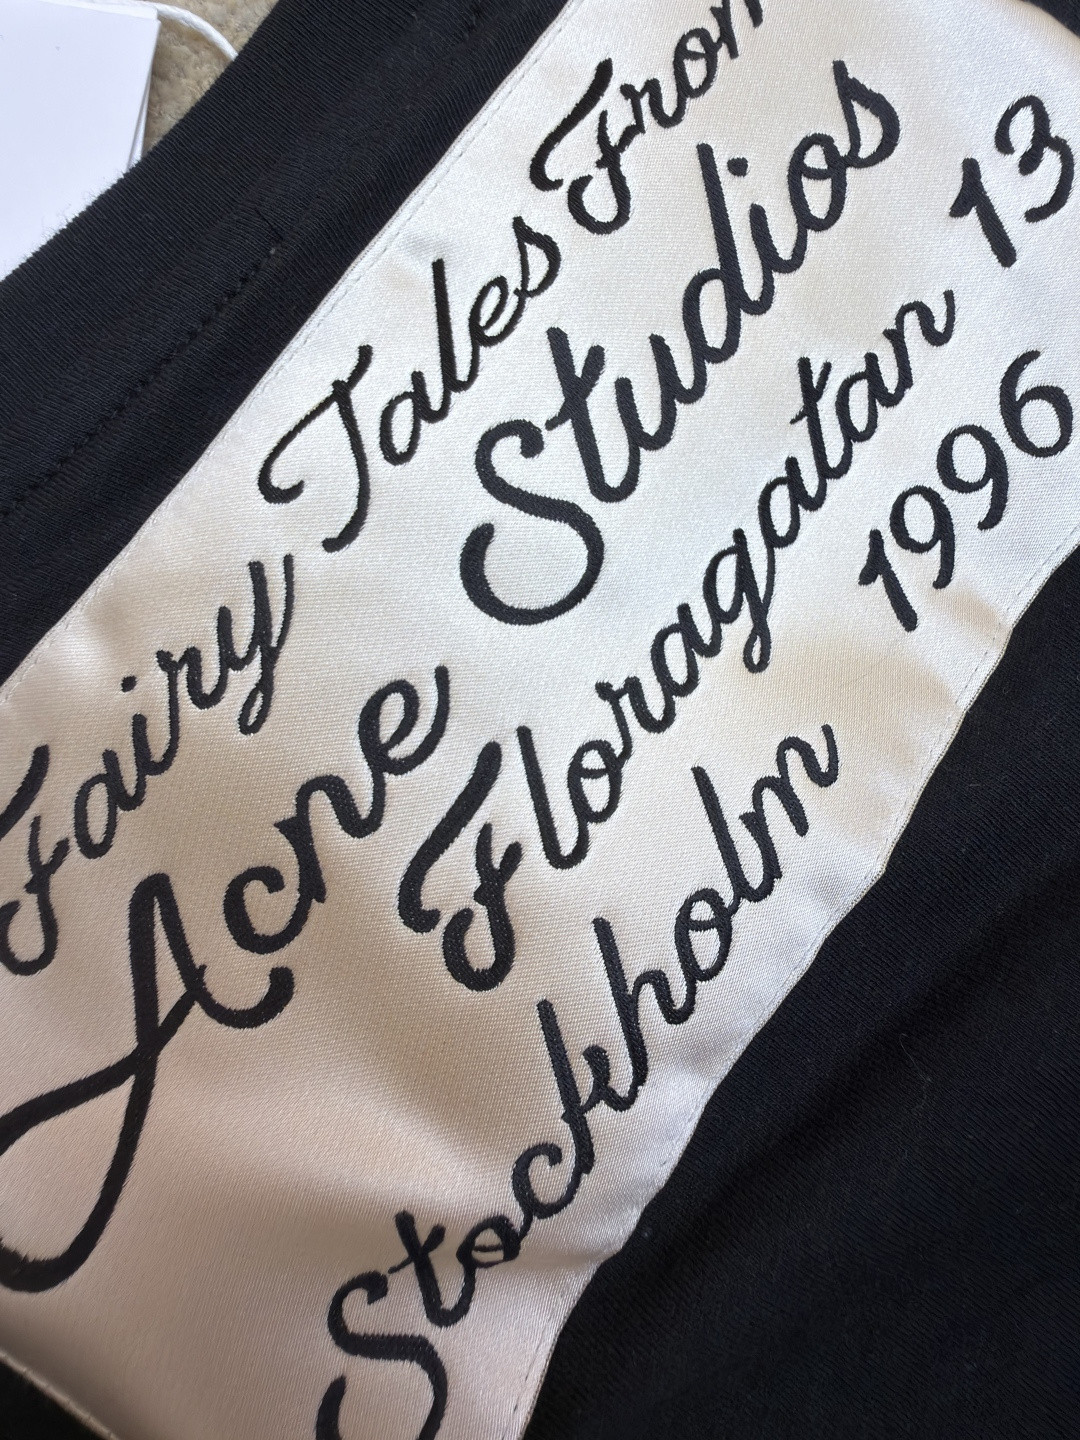 Fairy Tales From
Acne Studios
Floragatan 13
Stockholm 1996